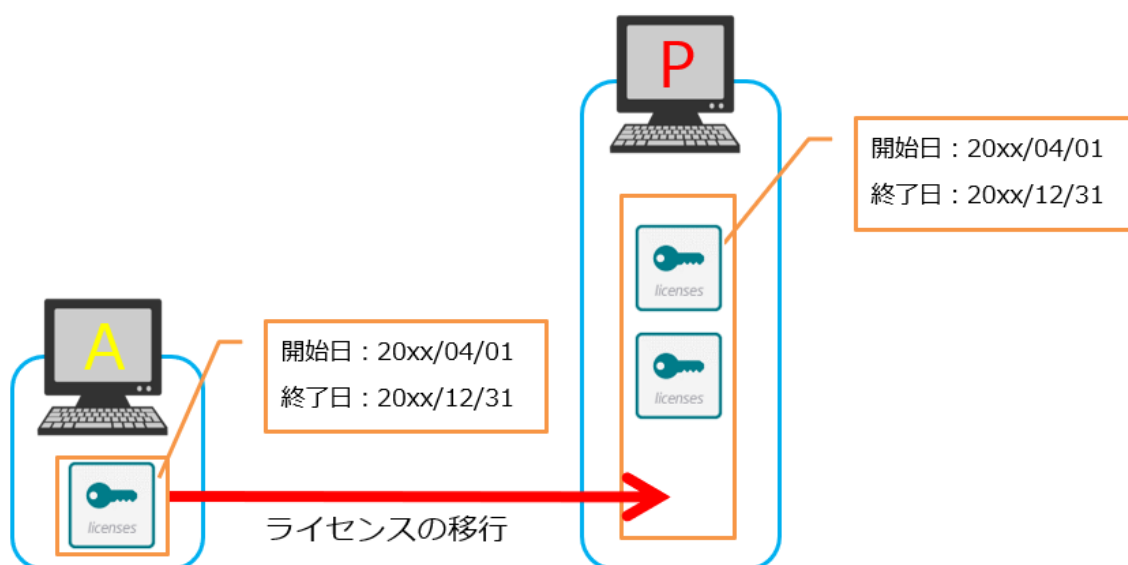 P
開始日：20xx/04/01
終了日：20xx/12/31
licenses
licenses
A
開始日：20xx/04/01
終了日：20xx/12/31
licenses
ライセンスの移行